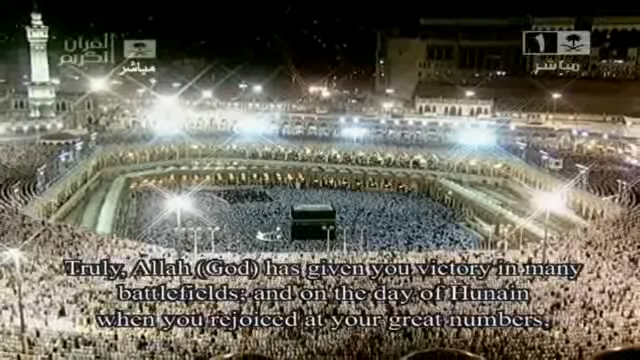 القرآن
الكريم
مباشر
١
مباشر
Truly, Allah (God) has given you victory in many
battlefields: and on the day of Hunain
when you rejoiced at your great numbers,